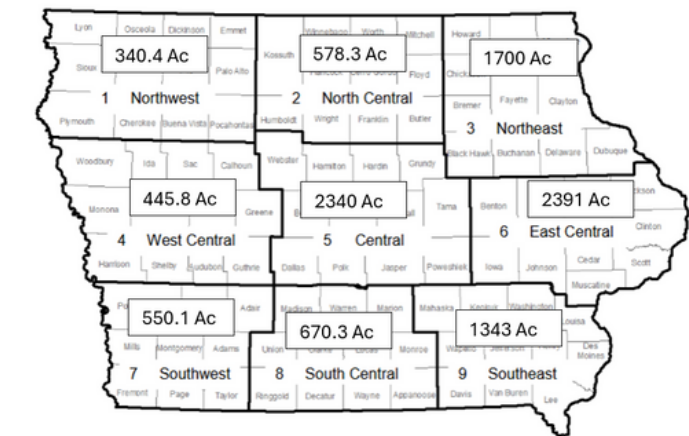 Lyon Osceola Dickinson Emmet Winnebago Worth Mitchell Howard
340.4 Ac 578.3 Ac 1700 Ac
Sioux Palo Alto Kossuth Floyd
1 Northwest 2 North Central Bremer Fayette Clayton
Plymouth Cherokee Buena Vista Pocahontas Humboldt Wright Franklin Butler 3 Northeast
Black Hawk Buchanan Delaware Dubuque
Woodbury Ida Sac Calhoun Webster Hamilton Hardin Grundy
445.8 Ac 2340 Ac 2391 Ac
Monona Greene Tama Benton
4 West Central 5 Central 6 East Central Clinton
Harrison Shelby Audubon Guthrie Dallas Polk Jasper Poweshiek Iowa Johnson Cedar Scott
Muscatine
Adair Madison Warren Marion Mahaska Keokuk Washington
550.1 Ac 670.3 Ac 1343 Ac
Mills Montgomery Adams Union Monroe Des
Moines
7 Southwest 8 South Central 9 Southeast
Fremont Page Taylor Ringgold Decatur Wayne Appanoose Davis Van Buren Lee